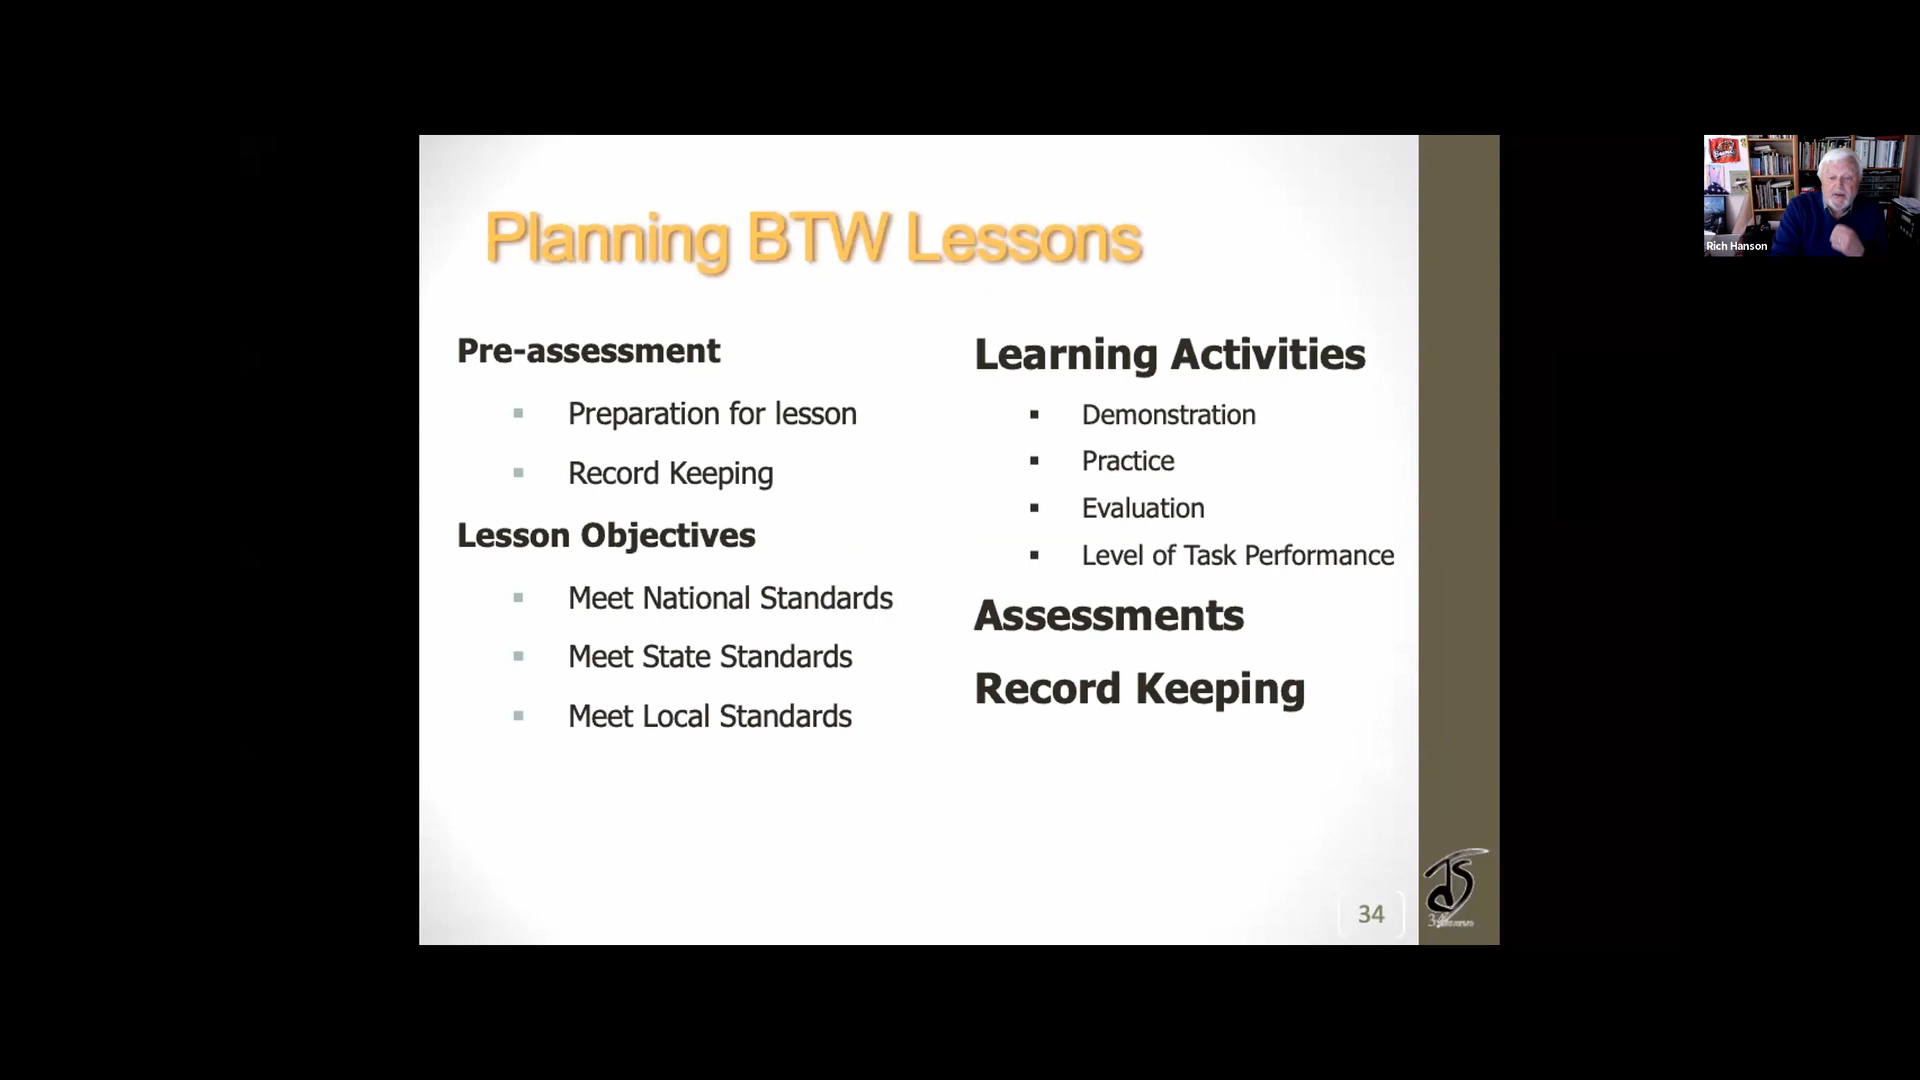 Planning BTW Lessons
Pre-assessment
Preparation for lesson
Record Keeping
Lesson Objectives
Meet National Standards
Meet State Standards
Meet Local Standards
Learning Activities
Demonstration
Practice
Evaluation
Level of Task Performance
Assessments
Record Keeping
34
Rich Hanson